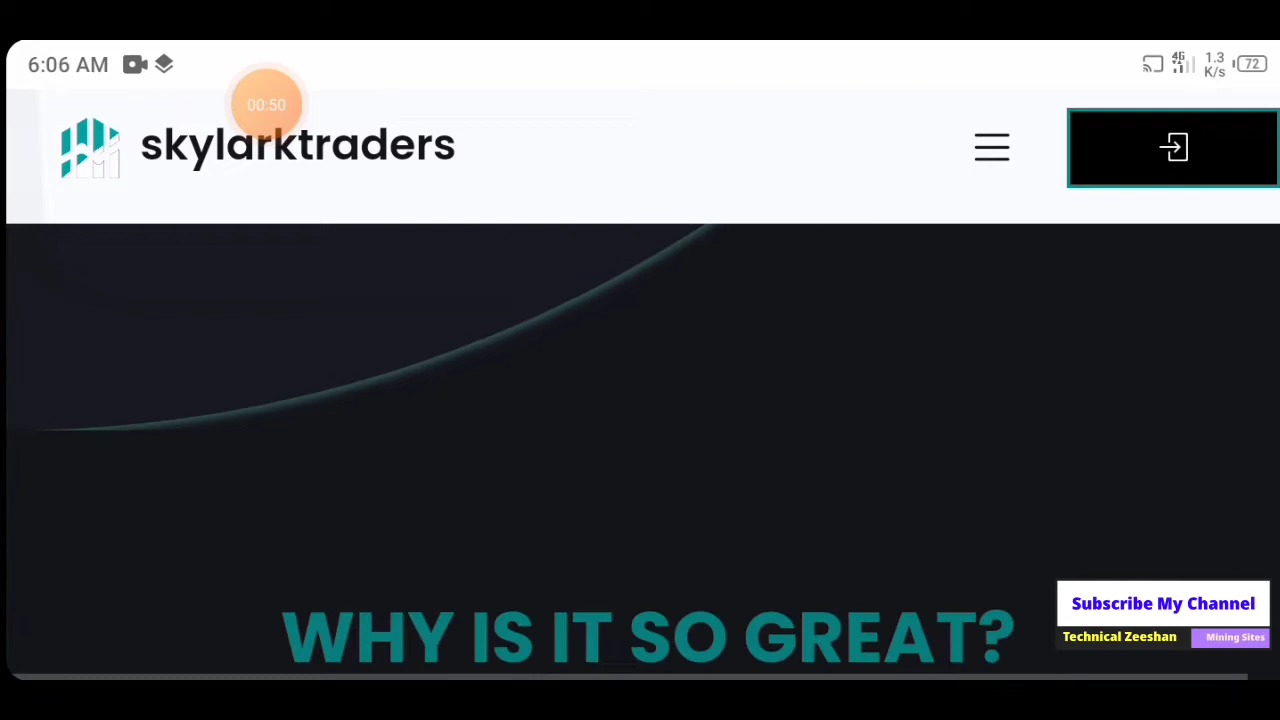 6:06 AM
4G
1.3
K/s
72
00:50
skylarktraders
WHY IS IT SO GREAT?
Subscribe My Channel
Technical Zeeshan
Mining Sites